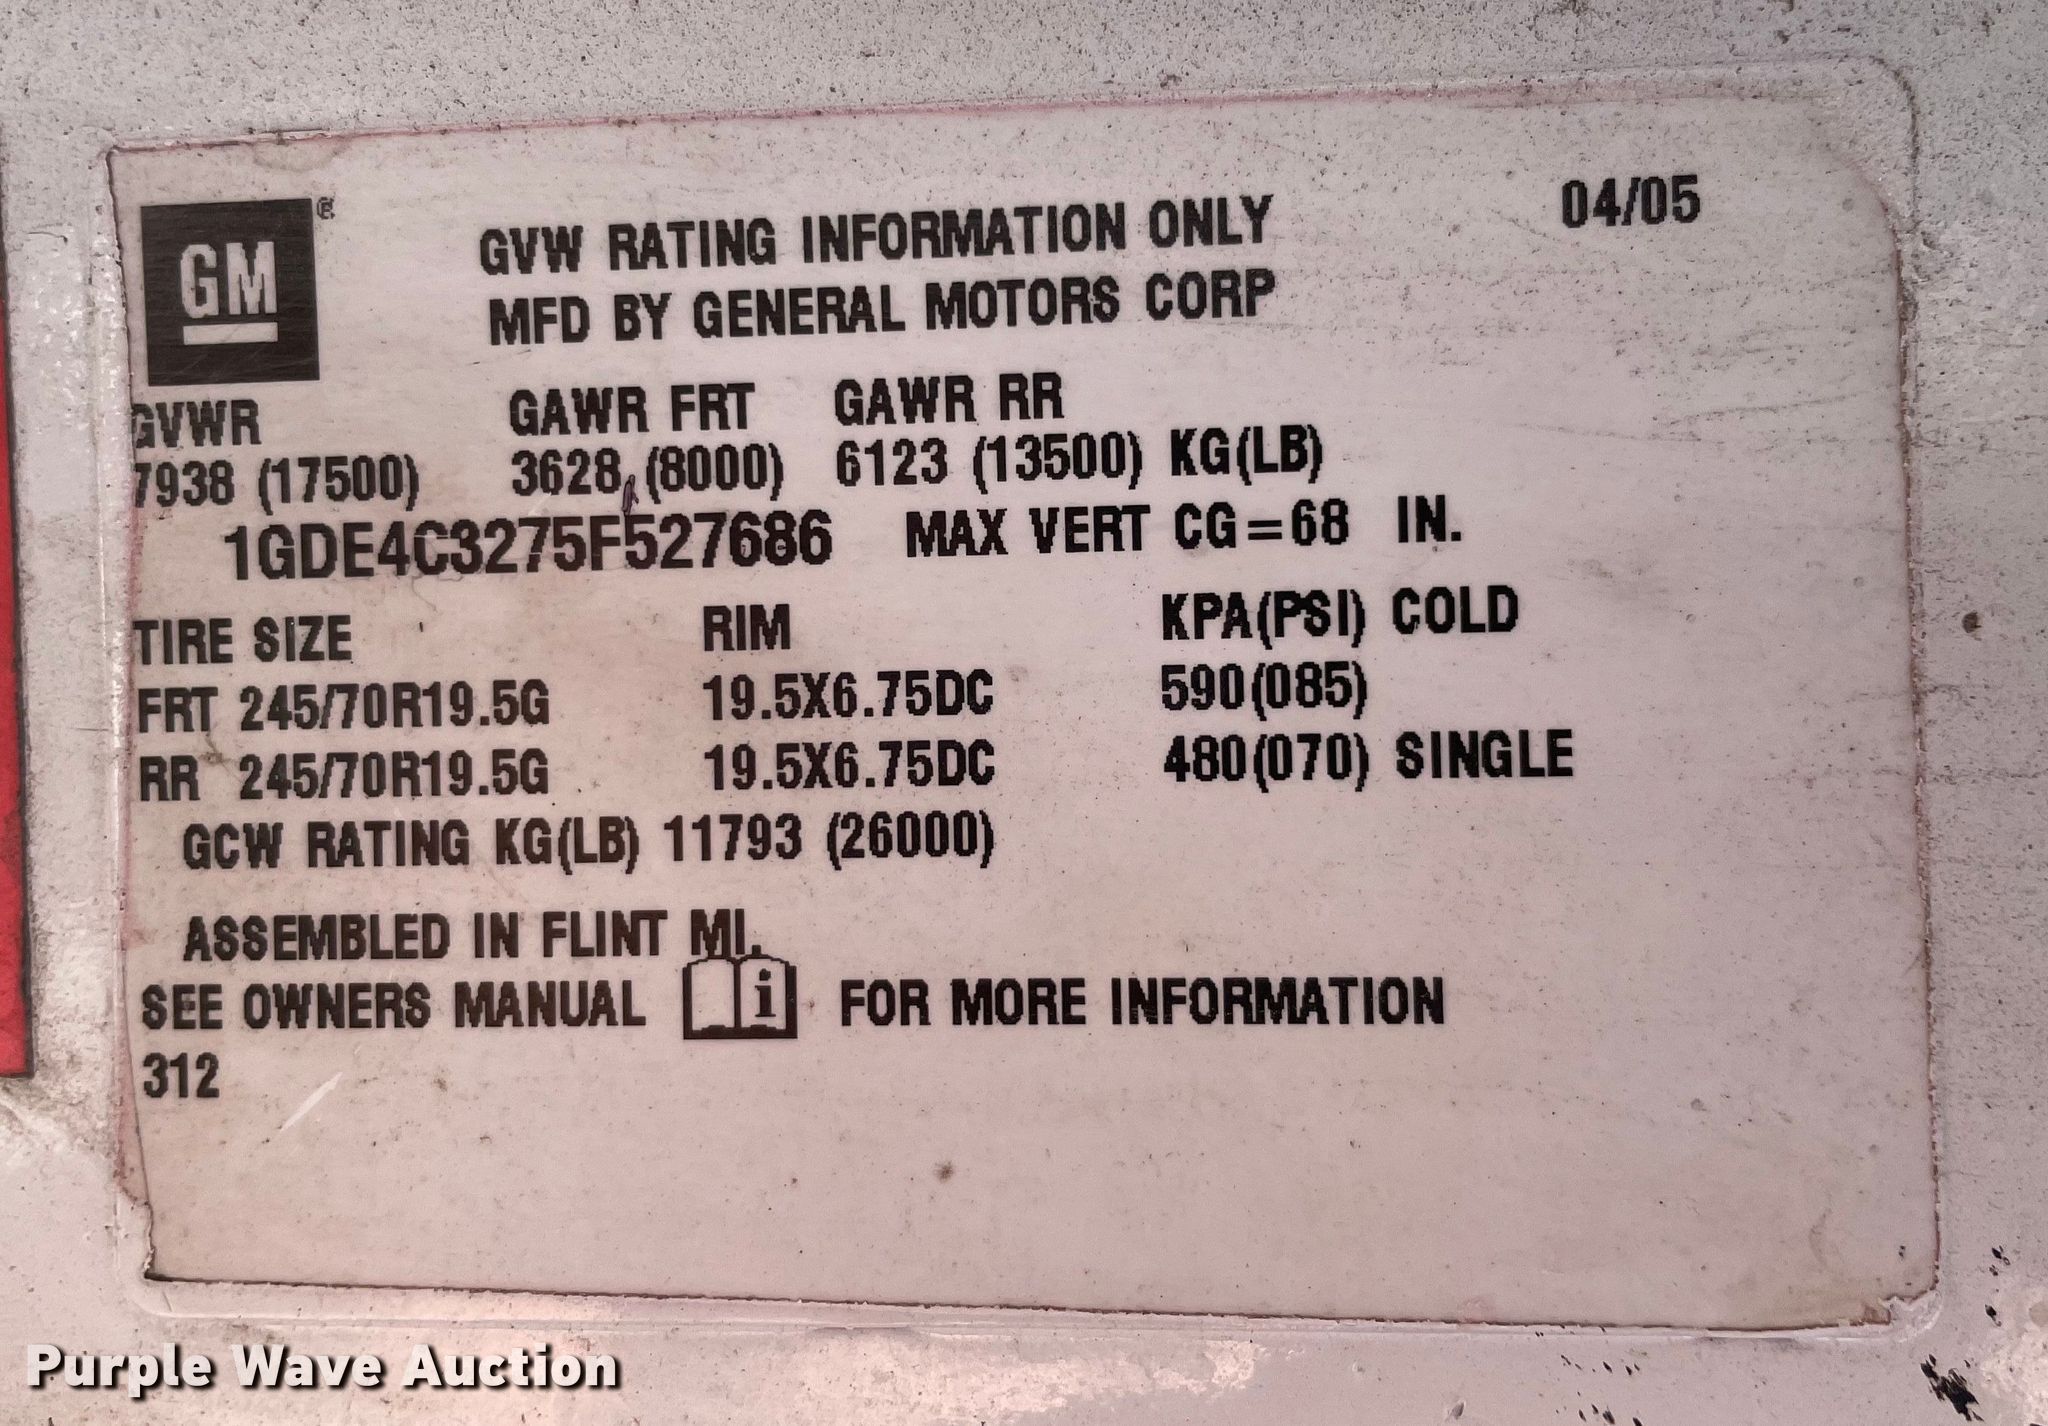 GM
GVW RATING INFORMATION ONLY
04/05
MFD BY GENERAL MOTORS CORP
GVWR GAWR FRT GAWR RR
7938 (17500) 3628 (8000) 6123 (13500) KG(LB)
1GDE4C3275F527686 MAX VERT CG=68 IN.
TIRE SIZE RIM KPA(PSI) COLD
FRT 245/70R19.5G 19.5X6.75DC 590(085)
RR 245/70R19.5G 19.5X6.75DC 480(070) SINGLE
GCW RATING KG(LB) 11793 (26000)
ASSEMBLED IN FLINT MI.
SEE OWNERS MANUAL i FOR MORE INFORMATION
312
Purple Wave Auction